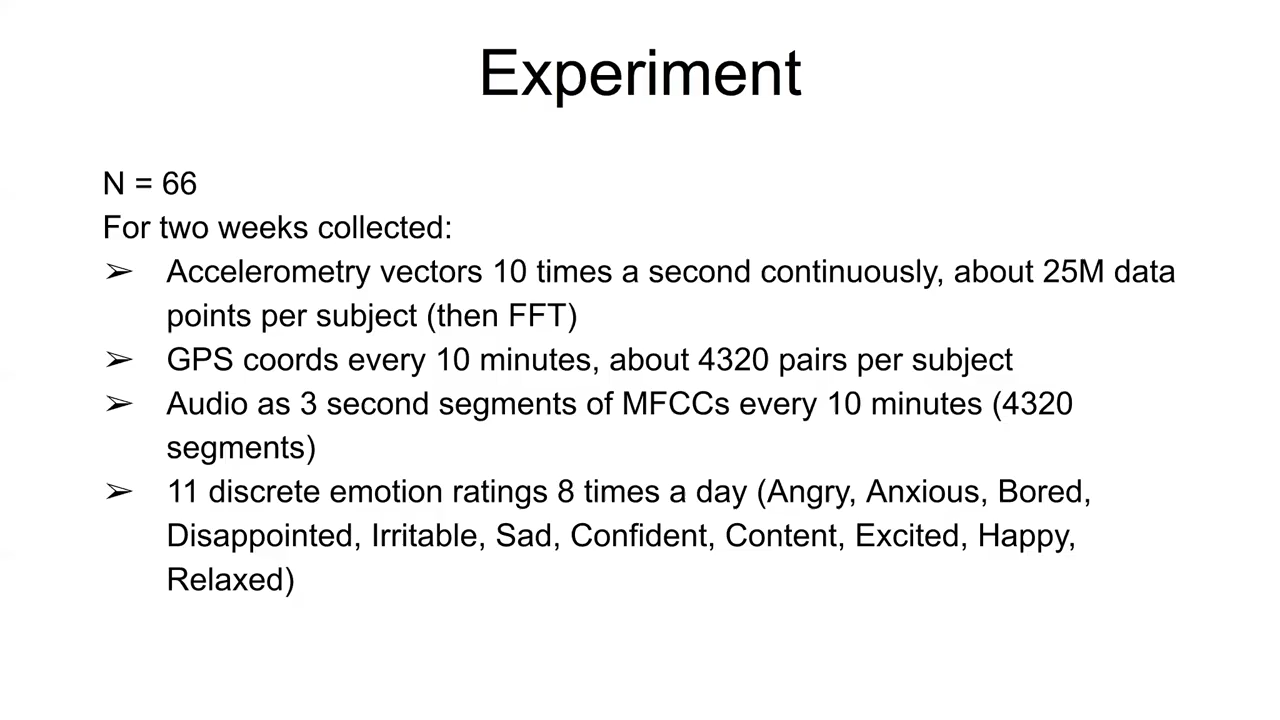 Experiment
N = 66
For two weeks collected:
➢ Accelerometry vectors 10 times a second continuously, about 25M data
points per subject (then FFT)
➢ GPS coords every 10 minutes, about 4320 pairs per subject
➢ Audio as 3 second segments of MFCCs every 10 minutes (4320
segments)
➢ 11 discrete emotion ratings 8 times a day (Angry, Anxious, Bored,
Disappointed, Irritable, Sad, Confident, Content, Excited, Happy,
Relaxed)